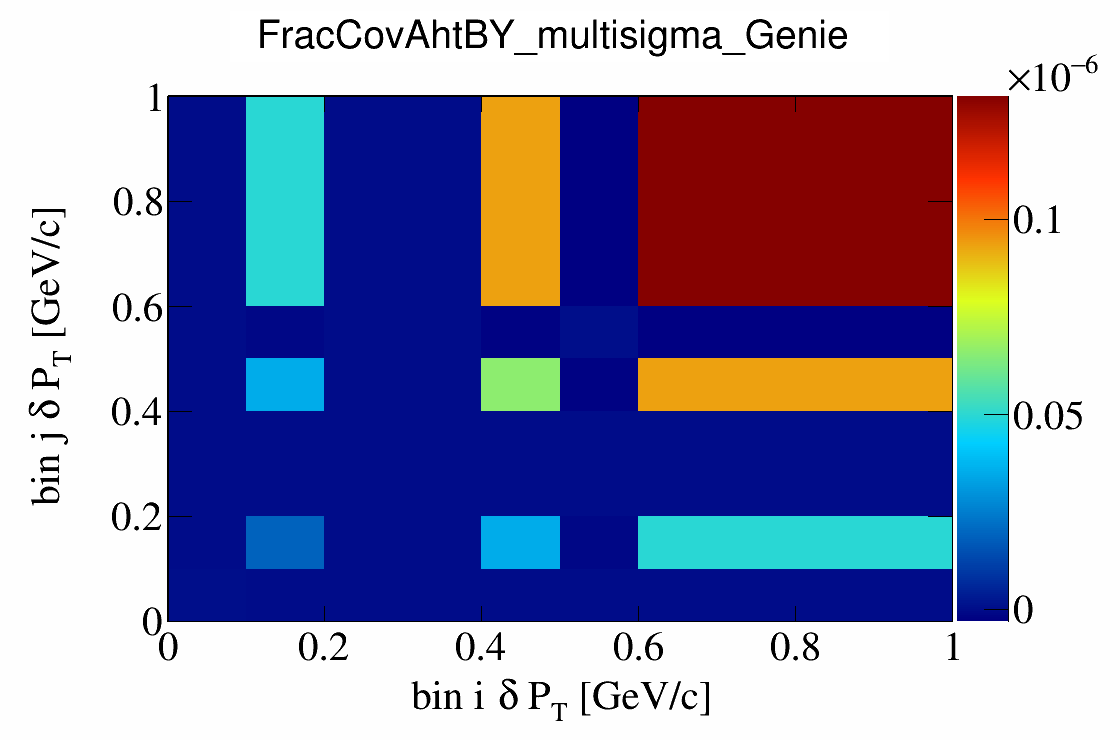 FracCovAhtBY_multisigma_Genie
×10⁻⁶
1
0.8
0.6
0.4
0.2
0
0 0.2 0.4 0.6 0.8 1
0.1
0.05
0
bin j δ P_T [GeV/c]
bin i δ P_T [GeV/c]